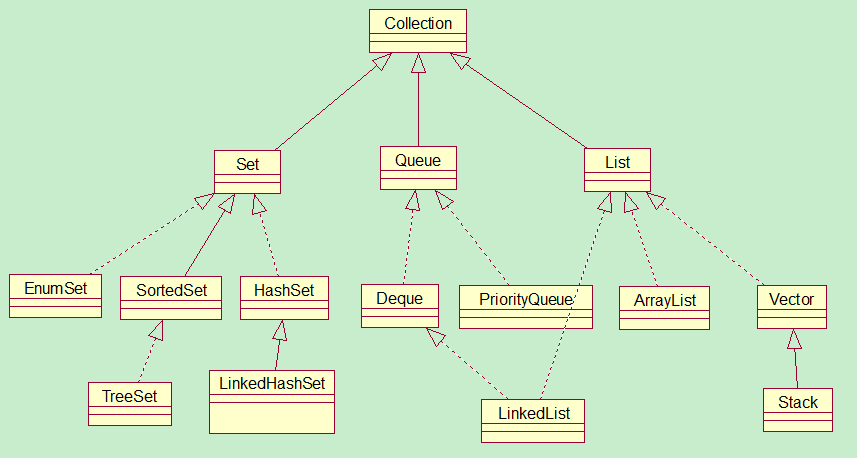 Collection
Set
Queue
List
EnumSet
SortedSet
HashSet
Deque
PriorityQueue
ArrayList
Vector
TreeSet
LinkedHashSet
LinkedList
Stack